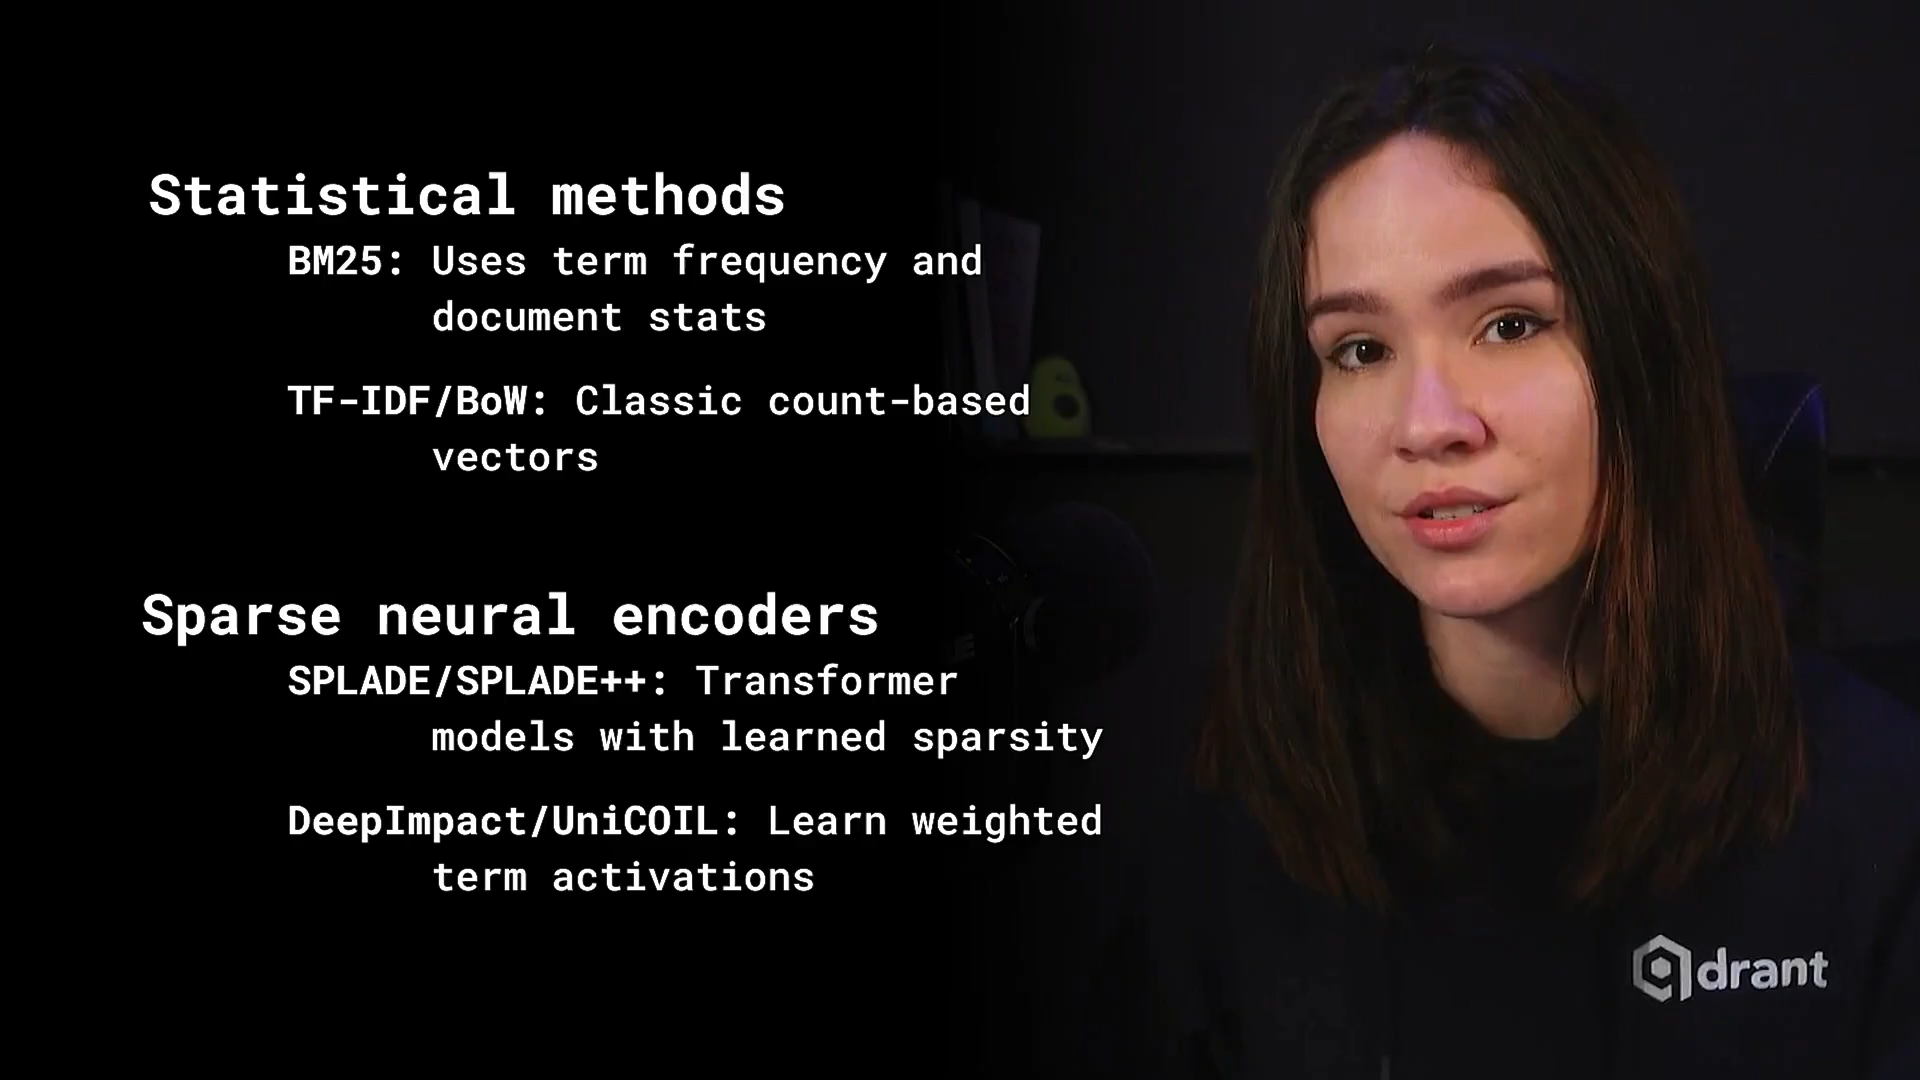 Statistical methods
BM25: Uses term frequency and
document stats
TF-IDF/BoW: Classic count-based
vectors
Sparse neural encoders
SPLADE/SPLADE++: Transformer
models with learned sparsity
DeepImpact/UniCOIL: Learn weighted
term activations
qdrant